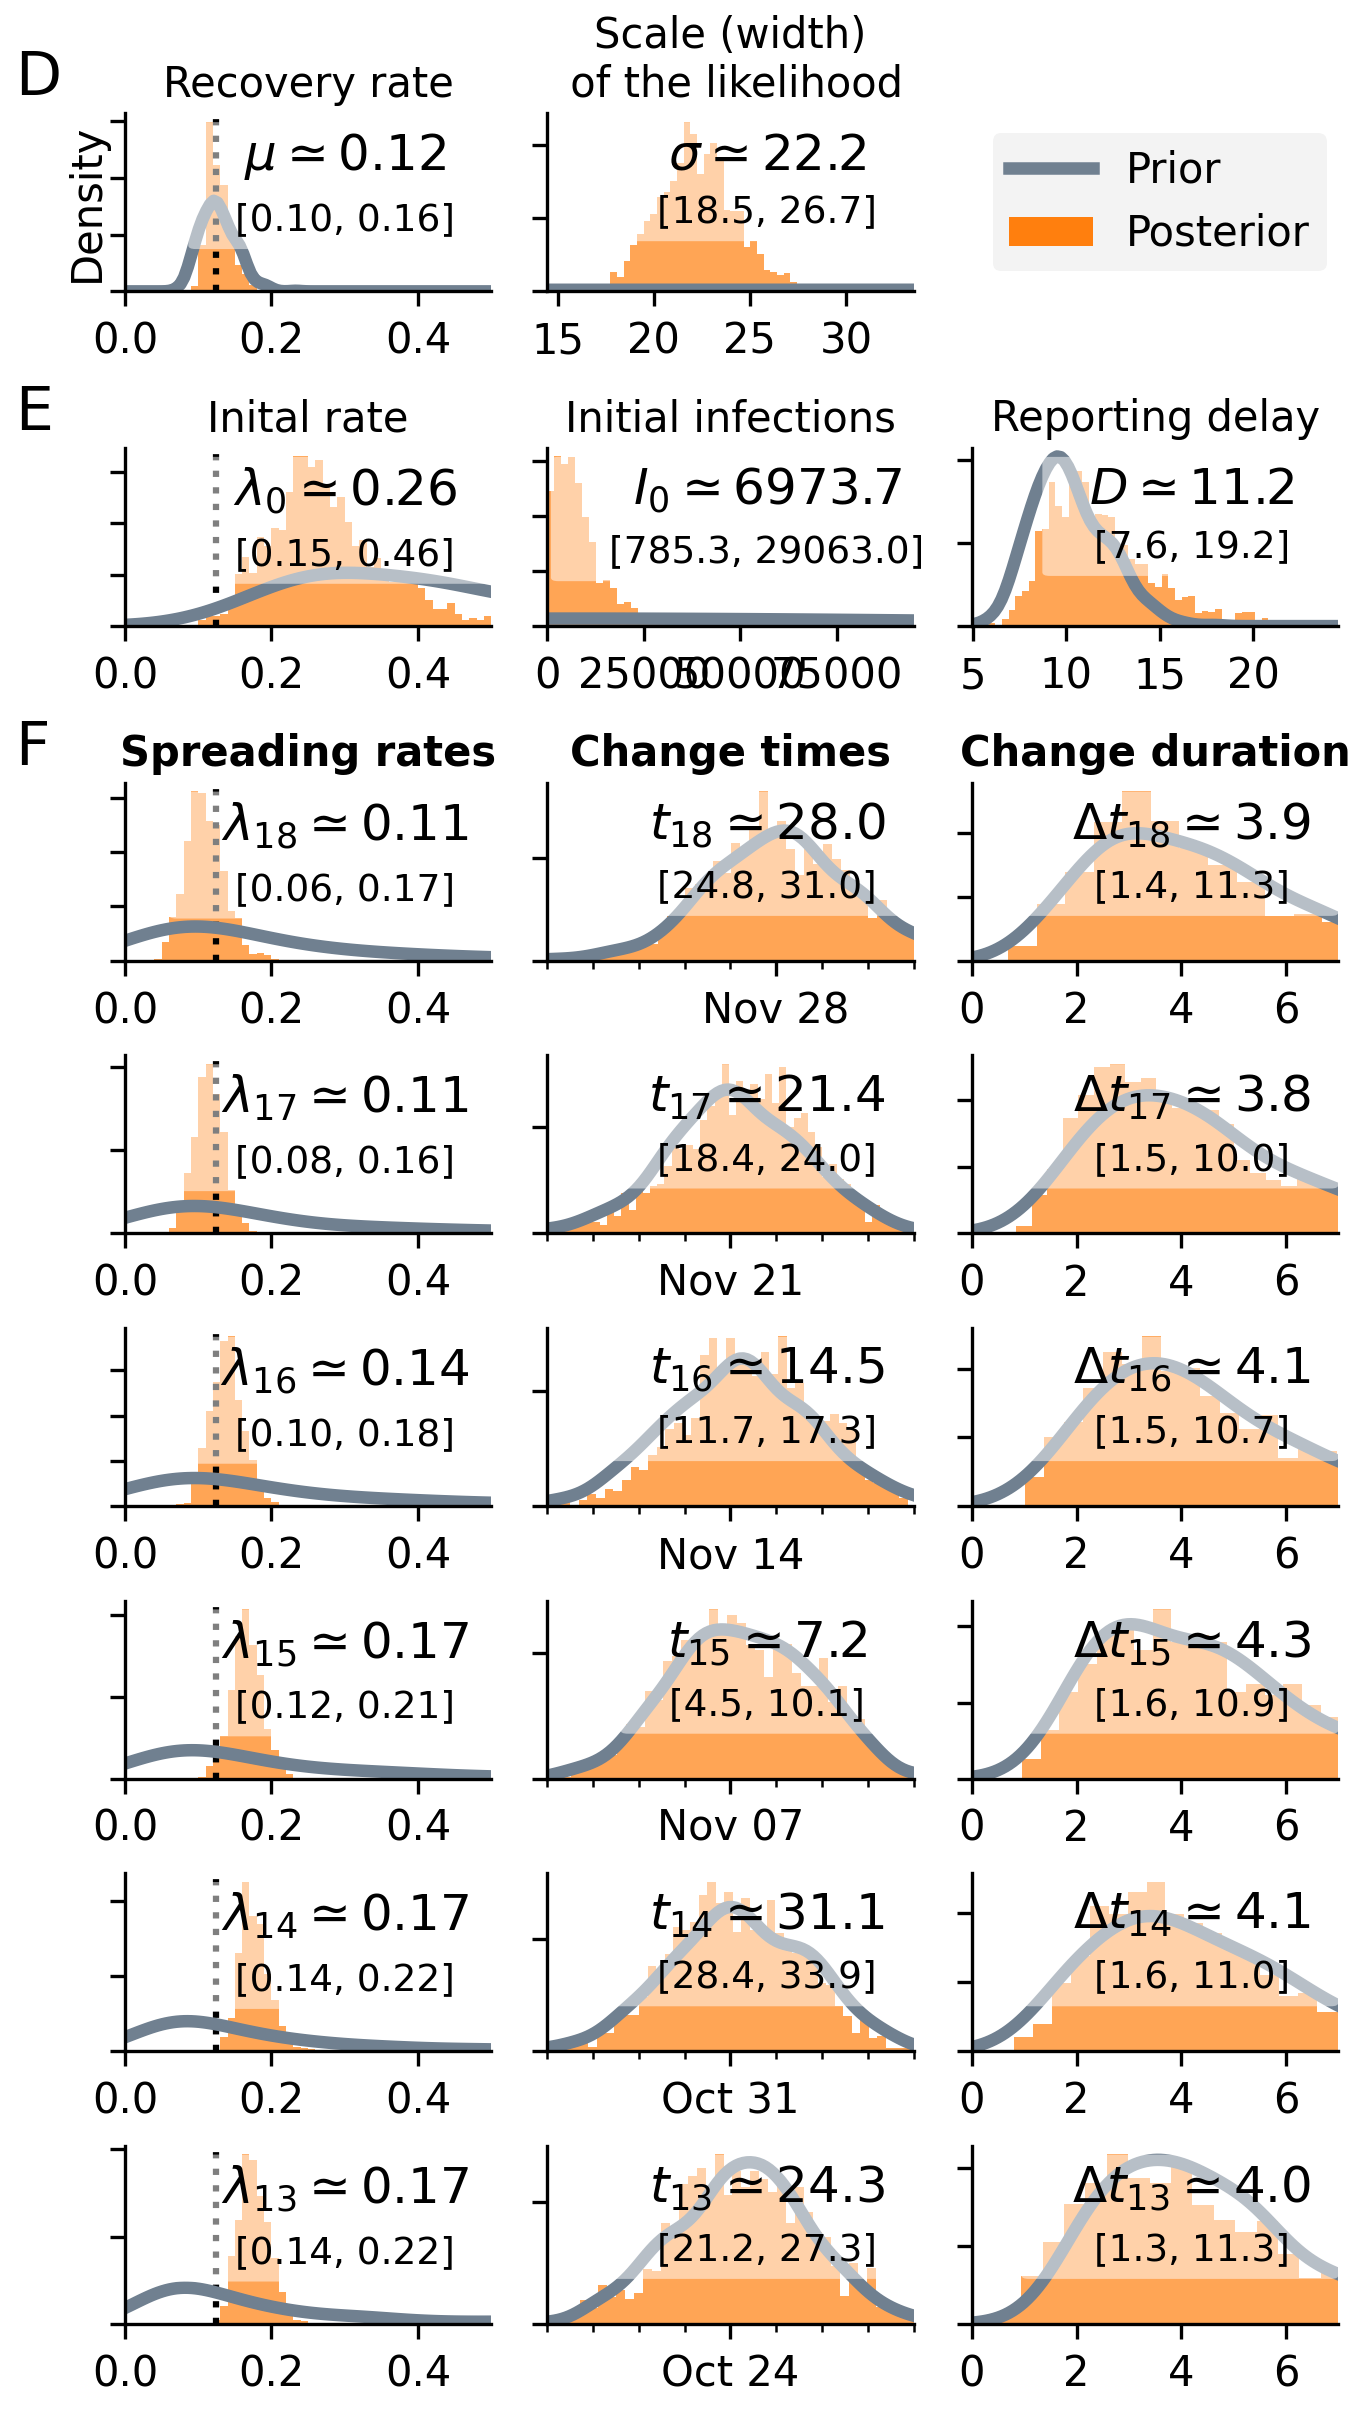 D
Recovery rate
Scale (width)
of the likelihood
Density
μ ≃ 0.12
[0.10, 0.16]
σ ≃ 22.2
[18.5, 26.7]
Prior
Posterior
0.0 0.2 0.4
15 20 25 30
E
Inital rate
Initial infections
Reporting delay
λ0 ≃ 0.26
[0.15, 0.46]
I0 ≃ 6973.7
[785.3, 29063.0]
D ≃ 11.2
[7.6, 19.2]
0.0 0.2 0.4
0 25000 50000 75000
5 10 15 20
F
Spreading rates
Change times
Change duration
λ18 ≃ 0.11
[0.06, 0.17]
t18 ≃ 28.0
[24.8, 31.0]
Δt18 ≃ 3.9
[1.4, 11.3]
0.0 0.2 0.4
Nov 28
0 2 4 6
λ17 ≃ 0.11
[0.08, 0.16]
t17 ≃ 21.4
[18.4, 24.0]
Δt17 ≃ 3.8
[1.5, 10.0]
0.0 0.2 0.4
Nov 21
0 2 4 6
λ16 ≃ 0.14
[0.10, 0.18]
t16 ≃ 14.5
[11.7, 17.3]
Δt16 ≃ 4.1
[1.5, 10.7]
0.0 0.2 0.4
Nov 14
0 2 4 6
λ15 ≃ 0.17
[0.12, 0.21]
t15 ≃ 7.2
[4.5, 10.1]
Δt15 ≃ 4.3
[1.6, 10.9]
0.0 0.2 0.4
Nov 07
0 2 4 6
λ14 ≃ 0.17
[0.14, 0.22]
t14 ≃ 31.1
[28.4, 33.9]
Δt14 ≃ 4.1
[1.6, 11.0]
0.0 0.2 0.4
Oct 31
0 2 4 6
λ13 ≃ 0.17
[0.14, 0.22]
t13 ≃ 24.3
[21.2, 27.3]
Δt13 ≃ 4.0
[1.3, 11.3]
0.0 0.2 0.4
Oct 24
0 2 4 6